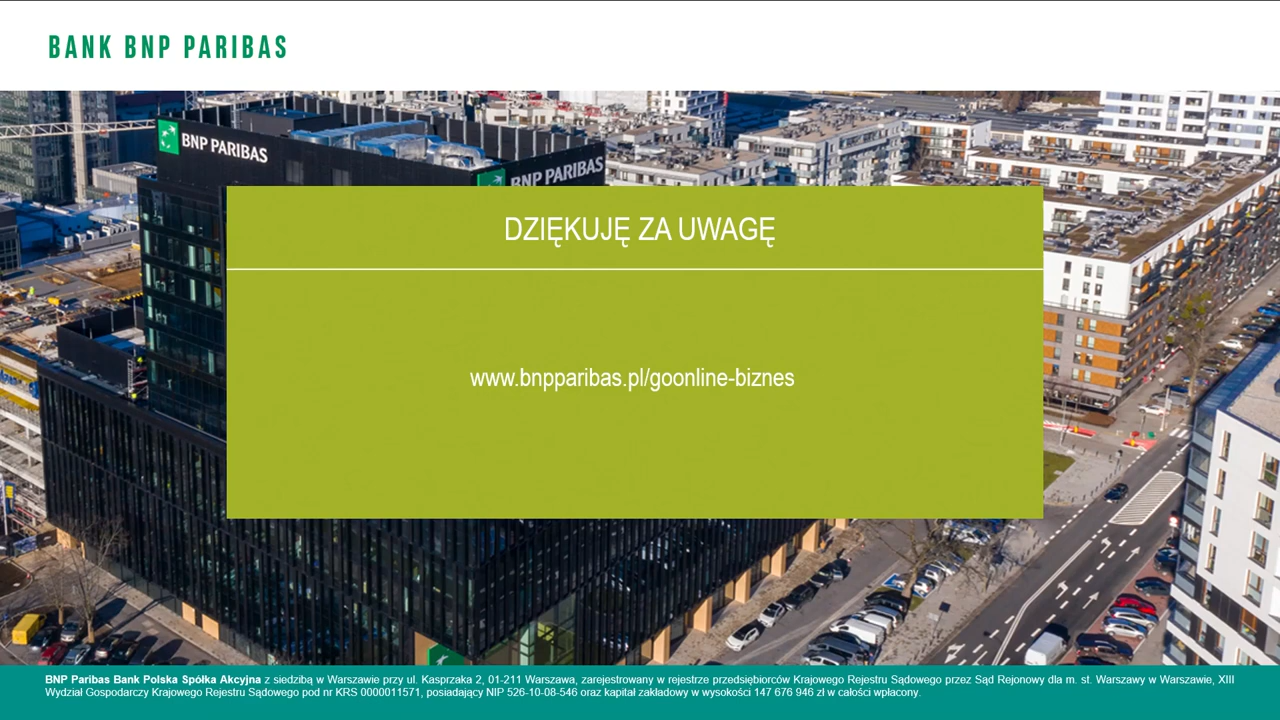 BANK BNP PARIBAS
BNP PARIBAS
BNP PARIBAS
DZIĘKUJĘ ZA UWAGĘ
www.bnpparibas.pl/goonline-biznes
BNP Paribas Bank Polska Spółka Akcyjna z siedzibą w Warszawie przy ul. Kasprzaka 2, 01-211 Warszawa, zarejestrowany w rejestrze przedsiębiorców Krajowego Rejestru Sądowego przez Sąd Rejonowy dla m. st. Warszawy w Warszawie, XIII
Wydział Gospodarczy Krajowego Rejestru Sądowego pod nr KRS 0000011571, posiadający NIP 526-10-08-546 oraz kapitał zakładowy w wysokości 147 676 946 zł w całości wpłacony.